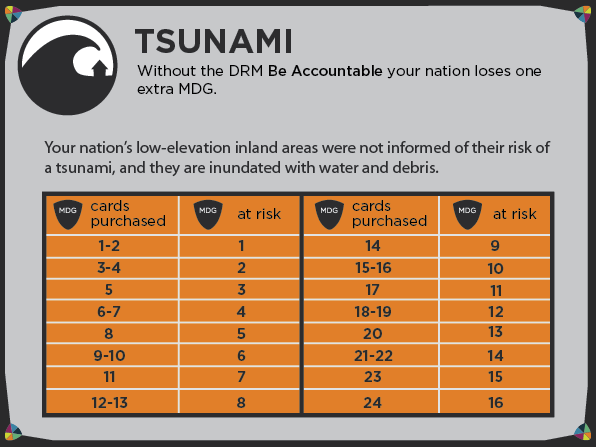 TSUNAMI
Without the DRM Be Accountable your nation loses one
extra MDG.
Your nation's low-elevation inland areas were not informed of their risk of
a tsunami, and they are inundated with water and debris.
MDG cards purchased MDG at risk MDG cards purchased MDG at risk
1-2 1 14 9
3-4 2 15-16 10
5 3 17 11
6-7 4 18-19 12
8 5 20 13
9-10 6 21-22 14
11 7 23 15
12-13 8 24 16